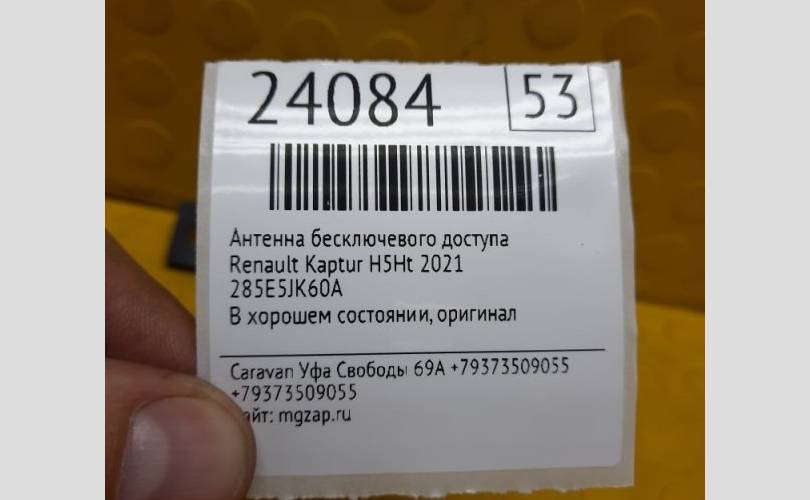 24084 53
Антенна бесключевого доступа
Renault Kaptur H5Ht 2021
285E5JK60A
В хорошем состоянии, оригинал
Caravan Уфа Свободы 69А +79373509055
+79373509055
mgzap.ru